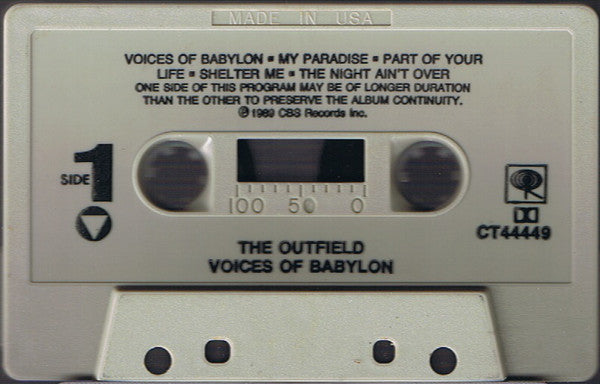 MADE IN USA
VOICES OF BABYLON ▪ MY PARADISE ▪ PART OF YOUR
LIFE ▪ SHELTER ME ▪ THE NIGHT AIN'T OVER
ONE SIDE OF THIS PROGRAM MAY BE OF LONGER DURATION
THAN THE OTHER TO PRESERVE THE ALBUM CONTINUITY.
℗ 1989 CBS Records Inc.
SIDE 1
100 50 0
CT44449
THE OUTFIELD
VOICES OF BABYLON